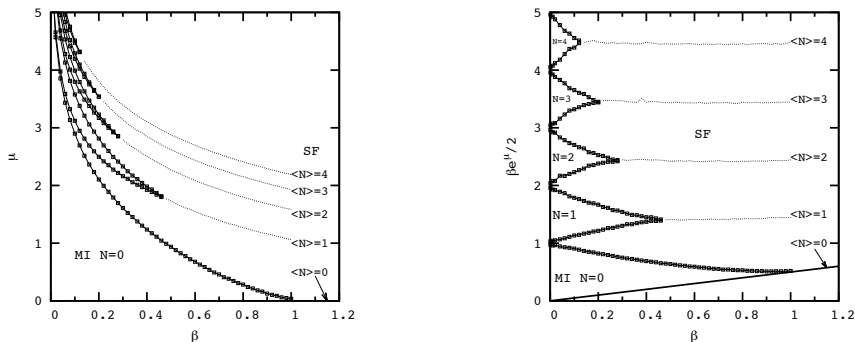 5
4
3
2
1
0
μ
SF
<N>=4
<N>=3
<N>=2
<N>=1
<N>=0
MI N=0
0 0.2 0.4 0.6 0.8 1 1.2
β
5
4
3
2
1
0
βe^μ/2
N=4
<N>=4
N=3
<N>=3
SF
N=2
<N>=2
N=1
<N>=1
<N>=0
MI N=0
0 0.2 0.4 0.6 0.8 1 1.2
β